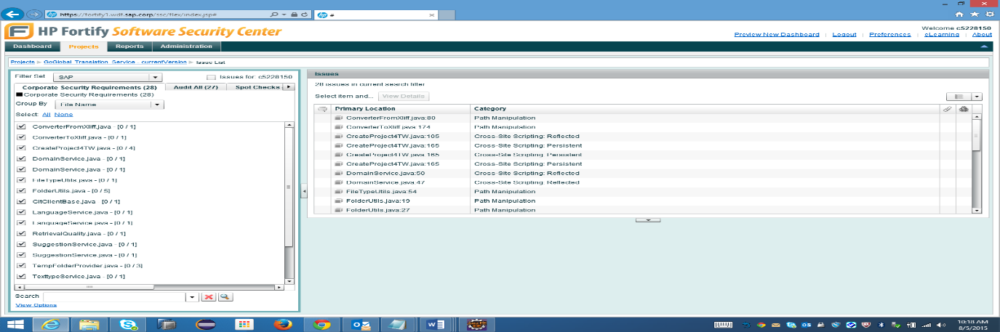 https://fortify1.wdf.sap.corp/ssc/flex/index.jsp#
#
HP Fortify Software Security Center
Welcome c5228150
Preview New Dashboard | Logout | Preferences | eLearning | About
Dashboard Projects Reports Administration
Projects GoGlobal_Translation_Service currentVersion Issue List
Filter Set SAP Issues for: c5228150
Corporate Security Requirements (28) Audit All (27) Spot Checks
Corporate Security Requirements (28)
Group By File Name
Select: All None
ConverterFromXliff.java - [0 / 1]
ConverterToXliff.java - [0 / 1]
CreateProject4TW.java - [0 / 4]
DomainService.java - [0 / 1]
DomainService.java - [0 / 1]
FileTypeUtils.java - [0 / 1]
FolderUtils.java - [0 / 5]
GitClientBase.java - [0 / 1]
LanguageService.java - [0 / 1]
LanguageService.java - [0 / 1]
RetrievalQuality.java - [0 / 1]
SuggestionService.java - [0 / 1]
SuggestionService.java - [0 / 1]
TempFolderProvider.java - [0 / 3]
TexttypeService.java - [0 / 1]
Search
View Options
Issues
28 issues in current search filter
Select item and... View Details
Primary Location Category
ConverterFromXliff.java:80 Path Manipulation
ConverterToXliff.java:174 Path Manipulation
CreateProject4TW.java:105 Cross-Site Scripting: Reflected
CreateProject4TW.java:165 Cross-Site Scripting: Persistent
CreateProject4TW.java:165 Cross-Site Scripting: Persistent
CreateProject4TW.java:165 Cross-Site Scripting: Persistent
DomainService.java:50 Cross-Site Scripting: Reflected
DomainService.java:47 Cross-Site Scripting: Reflected
FileTypeUtils.java:54 Path Manipulation
FolderUtils.java:19 Path Manipulation
FolderUtils.java:27 Path Manipulation
10:18 AM
8/5/2015